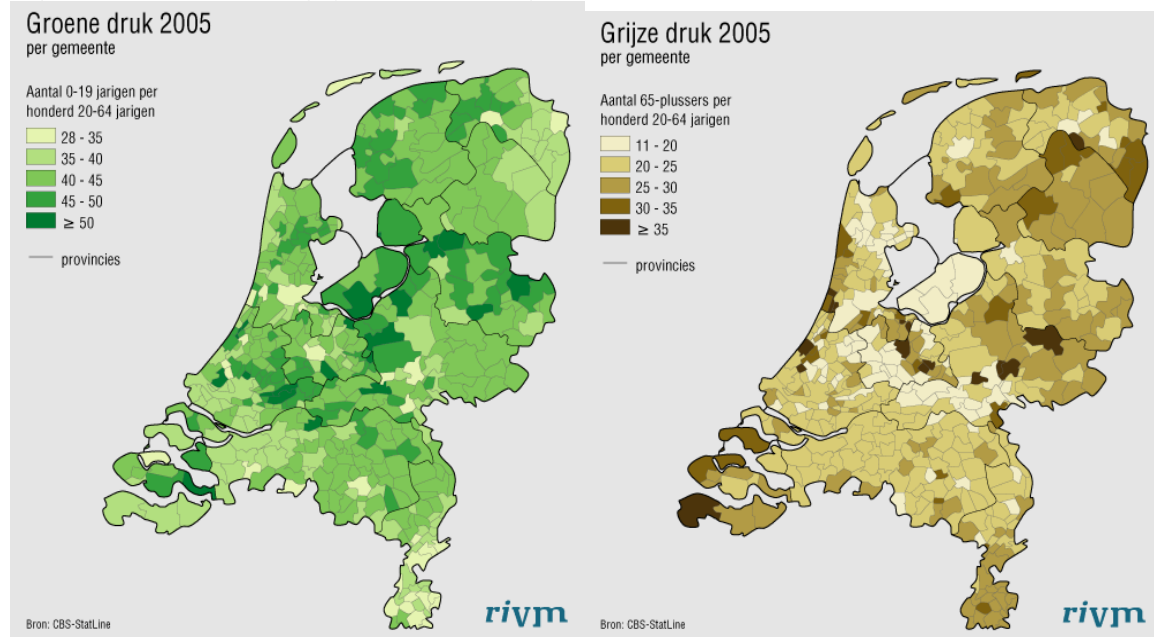 Groene druk 2005
per gemeente
Aantal 0-19 jarigen per
honderd 20-64 jarigen
28 - 35
35 - 40
40 - 45
45 - 50
≥ 50
provincies
Bron: CBS-StatLine
rivm
Grijze druk 2005
per gemeente
Aantal 65-plussers per
honderd 20-64 jarigen
11 - 20
20 - 25
25 - 30
30 - 35
≥ 35
provincies
Bron: CBS-StatLine
rivm